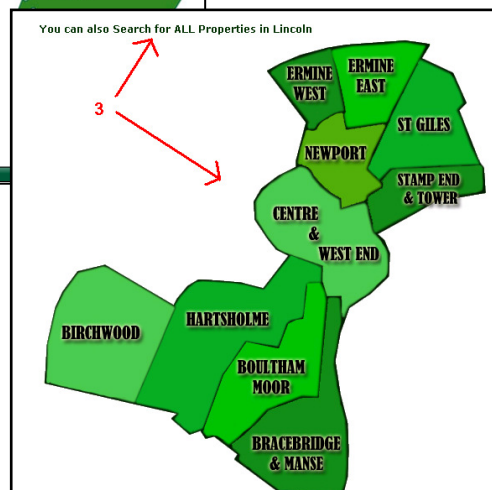 You can also Search for ALL Properties in Lincoln
3
ERMINE
WEST
ERMINE
EAST
ST GILES
NEWPORT
STAMP END
& TOWER
CENTRE
&
WEST END
BIRCHWOOD
HARTSHOLME
BOULTHAM
MOOR
BRACEBRIDGE
& MANSE